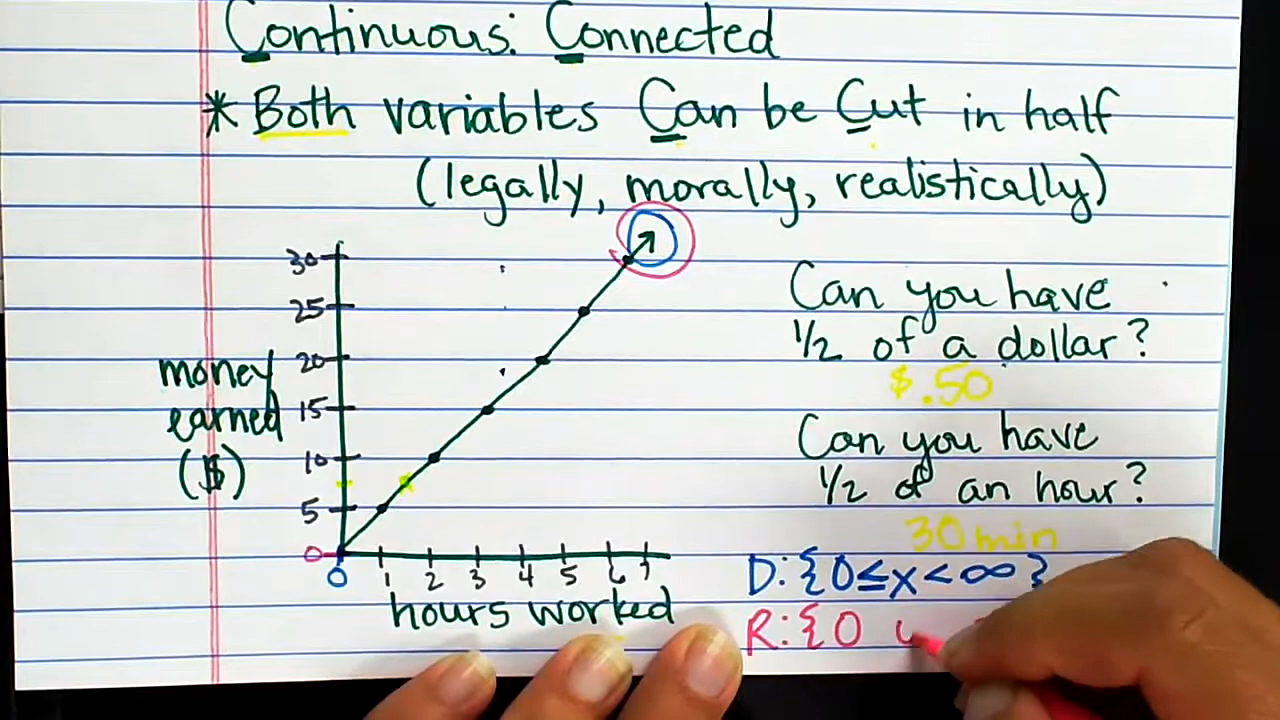 Continuous: Connected
* Both variables Can be Cut in half
(legally, morally, realistically)
30
25
20
15
10
5
0
money
earned
($)
0 1 2 3 4 5 6 7
hours worked
Can you have
1/2 of a dollar?
$.50
Can you have
1/2 of an hour?
30 min
D: {0≤x<∞}
R: {0